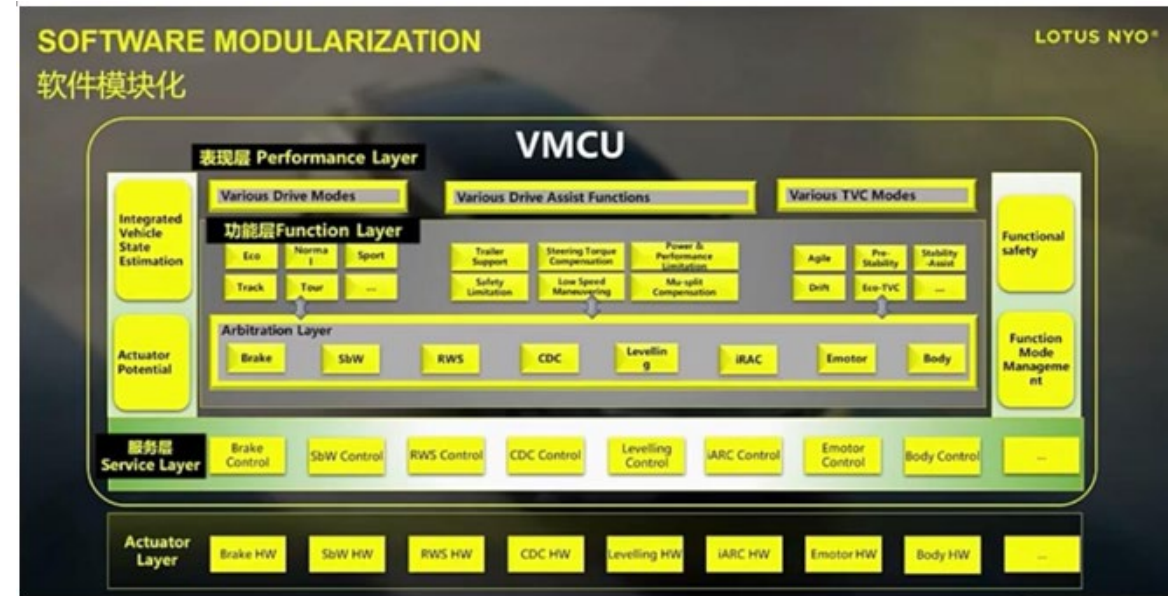 SOFTWARE MODULARIZATION
LOTUS NYO®
软件模块化
VMCU
表现层 Performance Layer
Various Drive Modes
Various Drive Assist Functions
Various TVC Modes
Integrated
Vehicle
State
Estimation
Functional
safety
功能层Function Layer
Eco
Norma
l
Sport
Track
Tour
...
Trailer
Support
Steering Torque
Compensation
Power &
Performance
Limitation
Safety
Limitation
Low Speed
Maneuvering
Mu-split
Compensation
Agile
Pre-
Stability
Stability
-Assist
Drift
Eco-TVC
...
Actuator
Potential
Function
Mode
Manageme
nt
Arbitration Layer
Brake
SbW
RWS
CDC
Levellin
g
iRAC
Emotor
Body
服务层
Service Layer
Brake
Control
SbW Control
RWS Control
CDC Control
Levelling
Control
iARC Control
Emotor
Control
Body Control
...
Actuator
Layer
Brake HW
SbW HW
RWS HW
CDC HW
Levelling HW
iARC HW
Emotor HW
Body HW
...